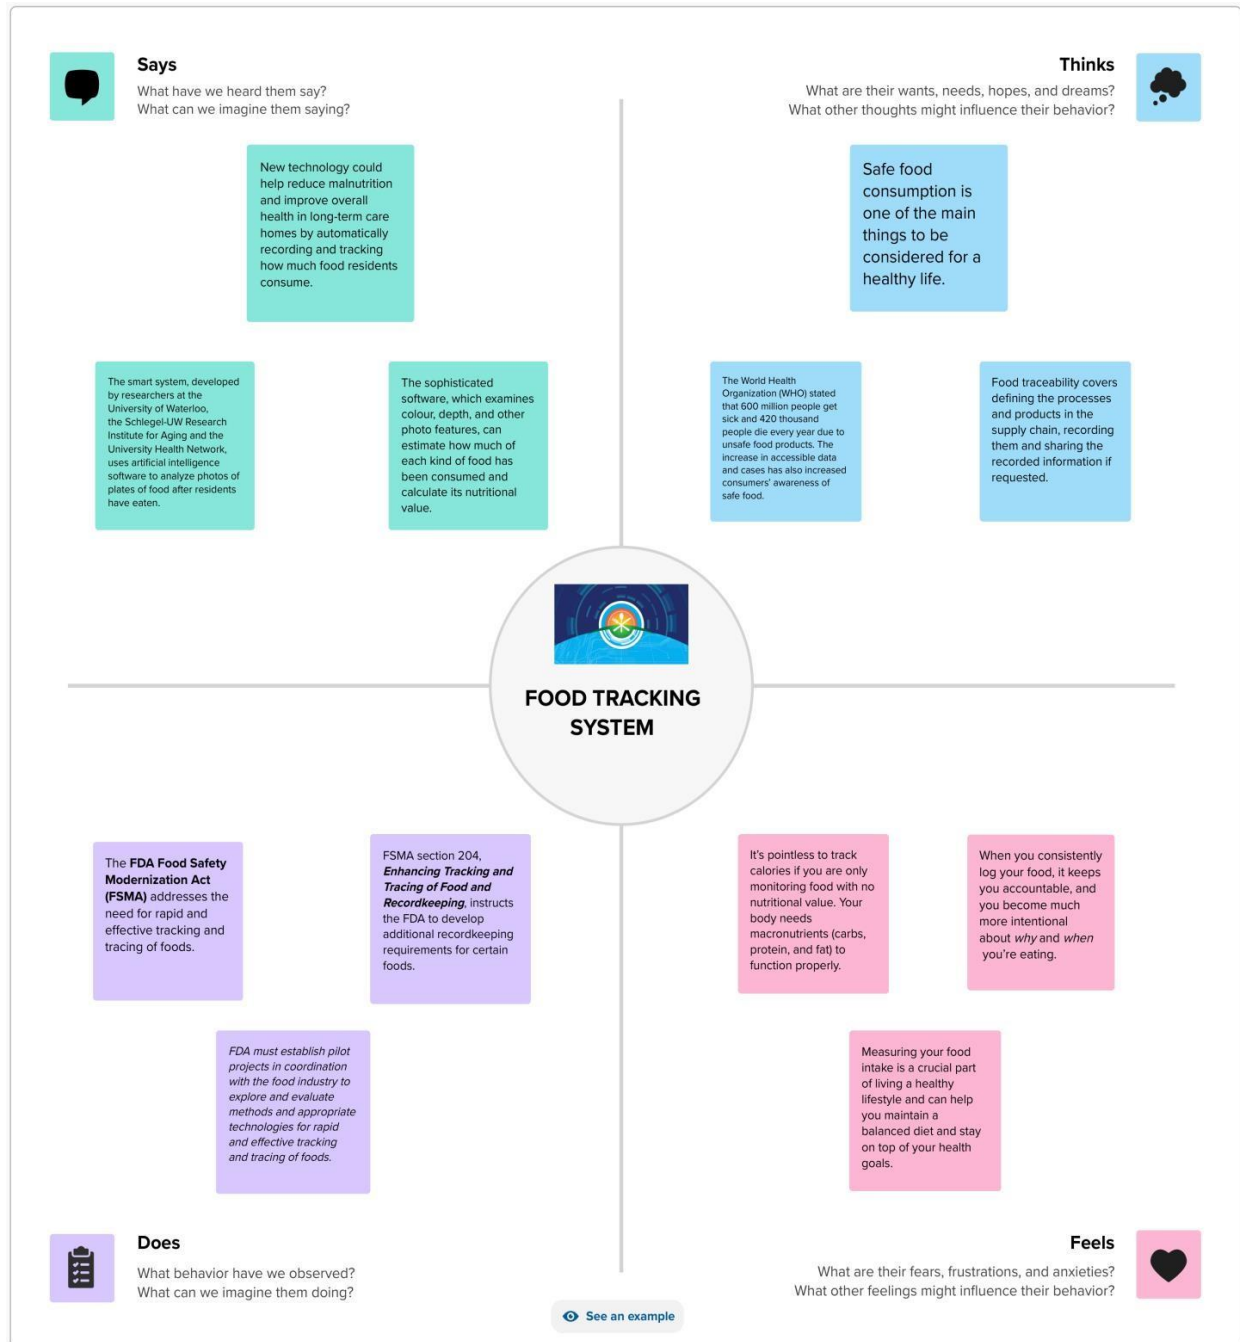 Says
What have we heard them say?
What can we imagine them saying?
Thinks
What are their wants, needs, hopes, and dreams?
What other thoughts might influence their behavior?
New technology could
help reduce malnutrition
and improve overall
health in long-term care
homes by automatically
recording and tracking
how much food residents
consume.
Safe food
consumption is
one of the main
things to be
considered for a
healthy life.
The smart system, developed
by researchers at the
University of Waterloo,
the Schlegel-UW Research
Institute for Aging and the
University Health Network,
uses artificial intelligence
software to analyze photos of
plates of food after residents
have eaten.
The sophisticated
software, which examines
colour, depth, and other
photo features, can
estimate how much of
each kind of food has
been consumed and
calculate its nutritional
value.
The World Health
Organization (WHO) stated
that 600 million people get
sick and 420 thousand
people die every year due to
unsafe food products. The
increase in accessible data
and cases has also increased
consumers' awareness of
safe food.
Food traceability covers
defining the processes
and products in the
supply chain, recording
them and sharing the
recorded information if
requested.
FOOD TRACKING
SYSTEM
The FDA Food Safety
Modernization Act
(FSMA) addresses the
need for rapid and
effective tracking and
tracing of foods.
FSMA section 204,
Enhancing Tracking and
Tracing of Food and
Recordkeeping, instructs
the FDA to develop
additional recordkeeping
requirements for certain
foods.
FDA must establish pilot
projects in coordination
with the food industry to
explore and evaluate
methods and appropriate
technologies for rapid
and effective tracking
and tracing of foods.
It's pointless to track
calories if you are only
monitoring food with no
nutritional value. Your
body needs
macronutrients (carbs,
protein, and fat) to
function properly.
When you consistently
log your food, it keeps
you accountable, and
you become much
more intentional
about why and when
you're eating.
Measuring your food
intake is a crucial part
of living a healthy
lifestyle and can help
you maintain a
balanced diet and stay
on top of your health
goals.
Does
What behavior have we observed?
What can we imagine them doing?
Feels
What are their fears, frustrations, and anxieties?
What other feelings might influence their behavior?
See an example